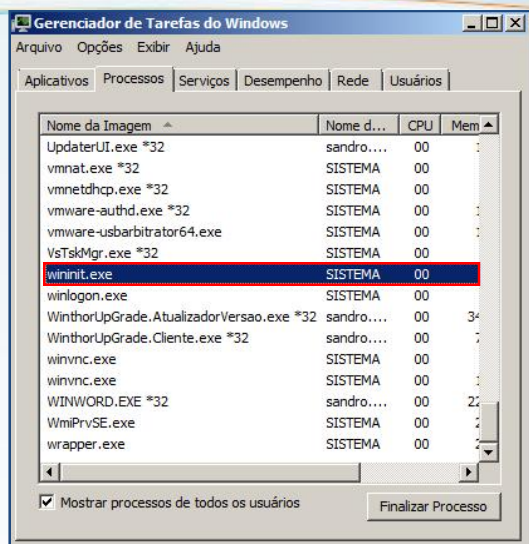 Gerenciador de Tarefas do Windows
Arquivo Opções Exibir Ajuda
Aplicativos Processos Serviços Desempenho Rede Usuários
Nome da Imagem Nome d... CPU Mem
UpdaterUI.exe *32 sandro.... 00
vmnat.exe *32 SISTEMA 00
vmnetdhcp.exe *32 SISTEMA 00
vmware-authd.exe *32 SISTEMA 00
vmware-usbarbitrator64.exe SISTEMA 00
VsTskMgr.exe *32 SISTEMA 00
wininit.exe SISTEMA 00
winlogon.exe SISTEMA 00
WinthorUpGrade.AtualizadorVersao.exe *32 sandro.... 00 34
WinthorUpGrade.Cliente.exe *32 sandro.... 00
winvnc.exe SISTEMA 00
winvnc.exe SISTEMA 00
WINWORD.EXE *32 sandro.... 00 22
WmiPrvSE.exe SISTEMA 00
wrapper.exe SISTEMA 00
Mostrar processos de todos os usuários
Finalizar Processo